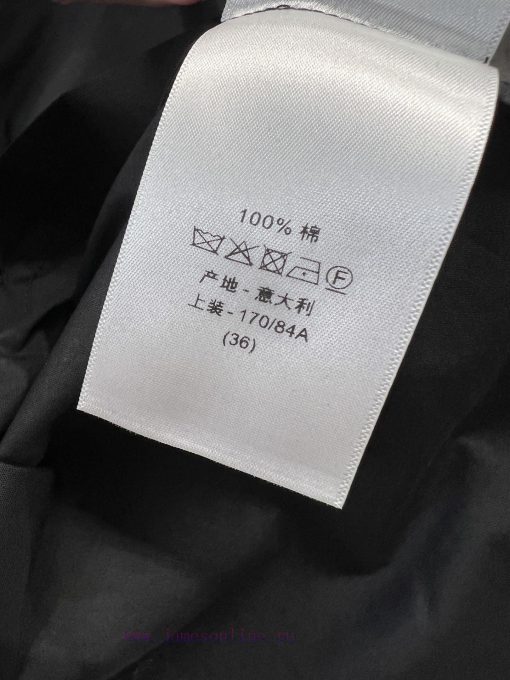 100% 棉
F
产地 - 意大利
上装 - 170/84A
(36)